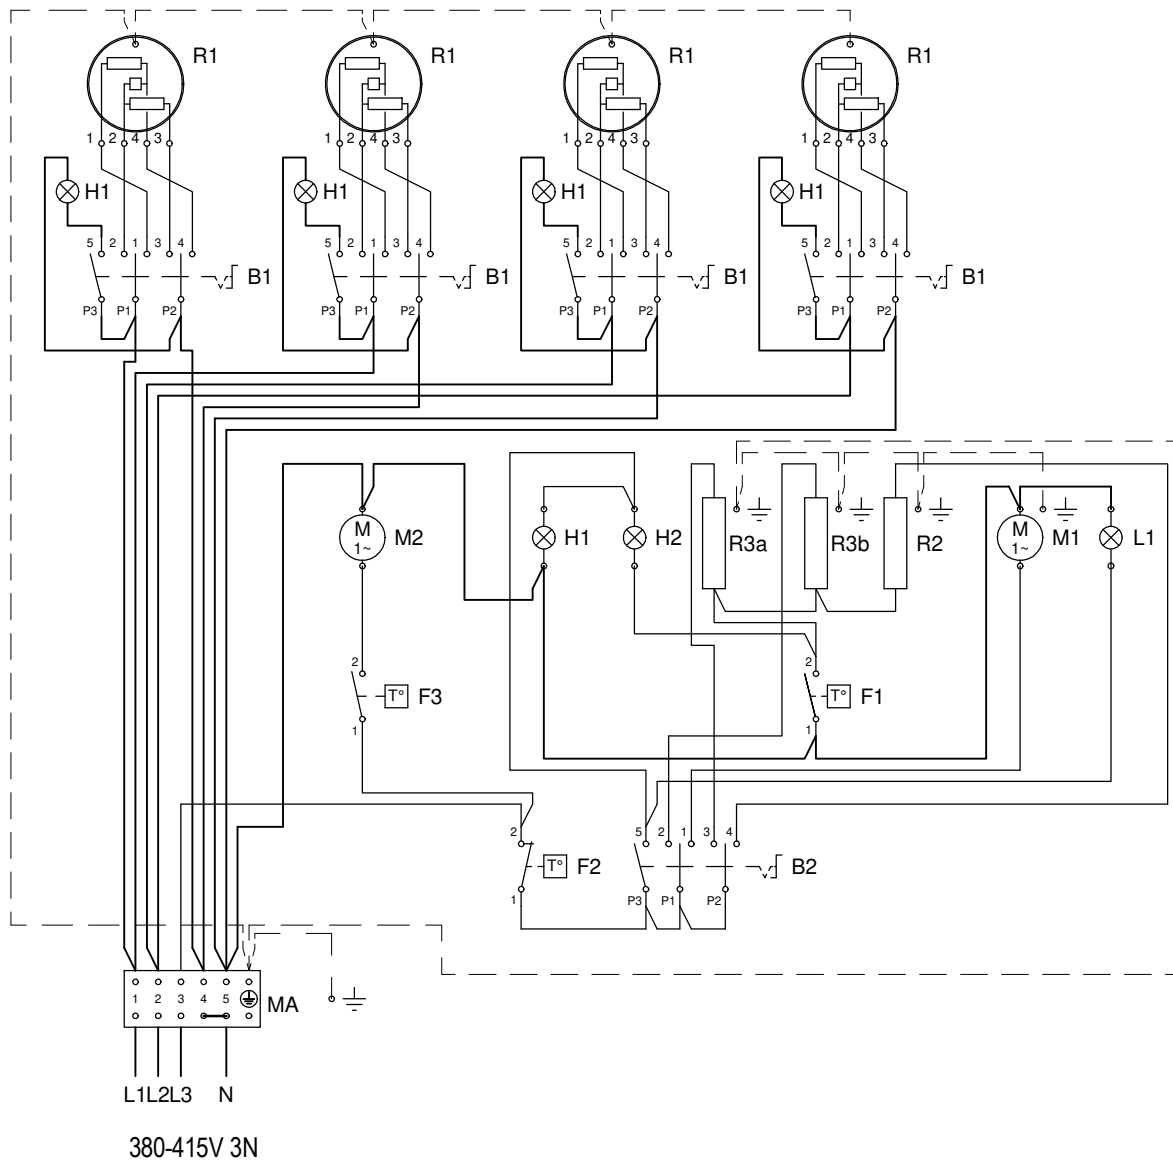 R1 R1 R1 R1
1 2 4 3 1 2 4 3 1 2 4 3 1 2 4 3
H1 H1 H1 H1
5 2 1 3 4 5 2 1 3 4 5 2 1 3 4 5 2 1 3 4
B1 B1 B1 B1
P3 P1 P2 P3 P1 P2 P3 P1 P2 P3 P1 P2
M 1~ M2 H1 H2 R3a R3b R2 M 1~ M1 L1
2 2
T° F3 T° F1
1 1
2 5 2 1 3 4
T° F2 B2
1 P3 P1 P2
1 2 3 4 5 MA
L1 L2 L3 N
380-415V 3N